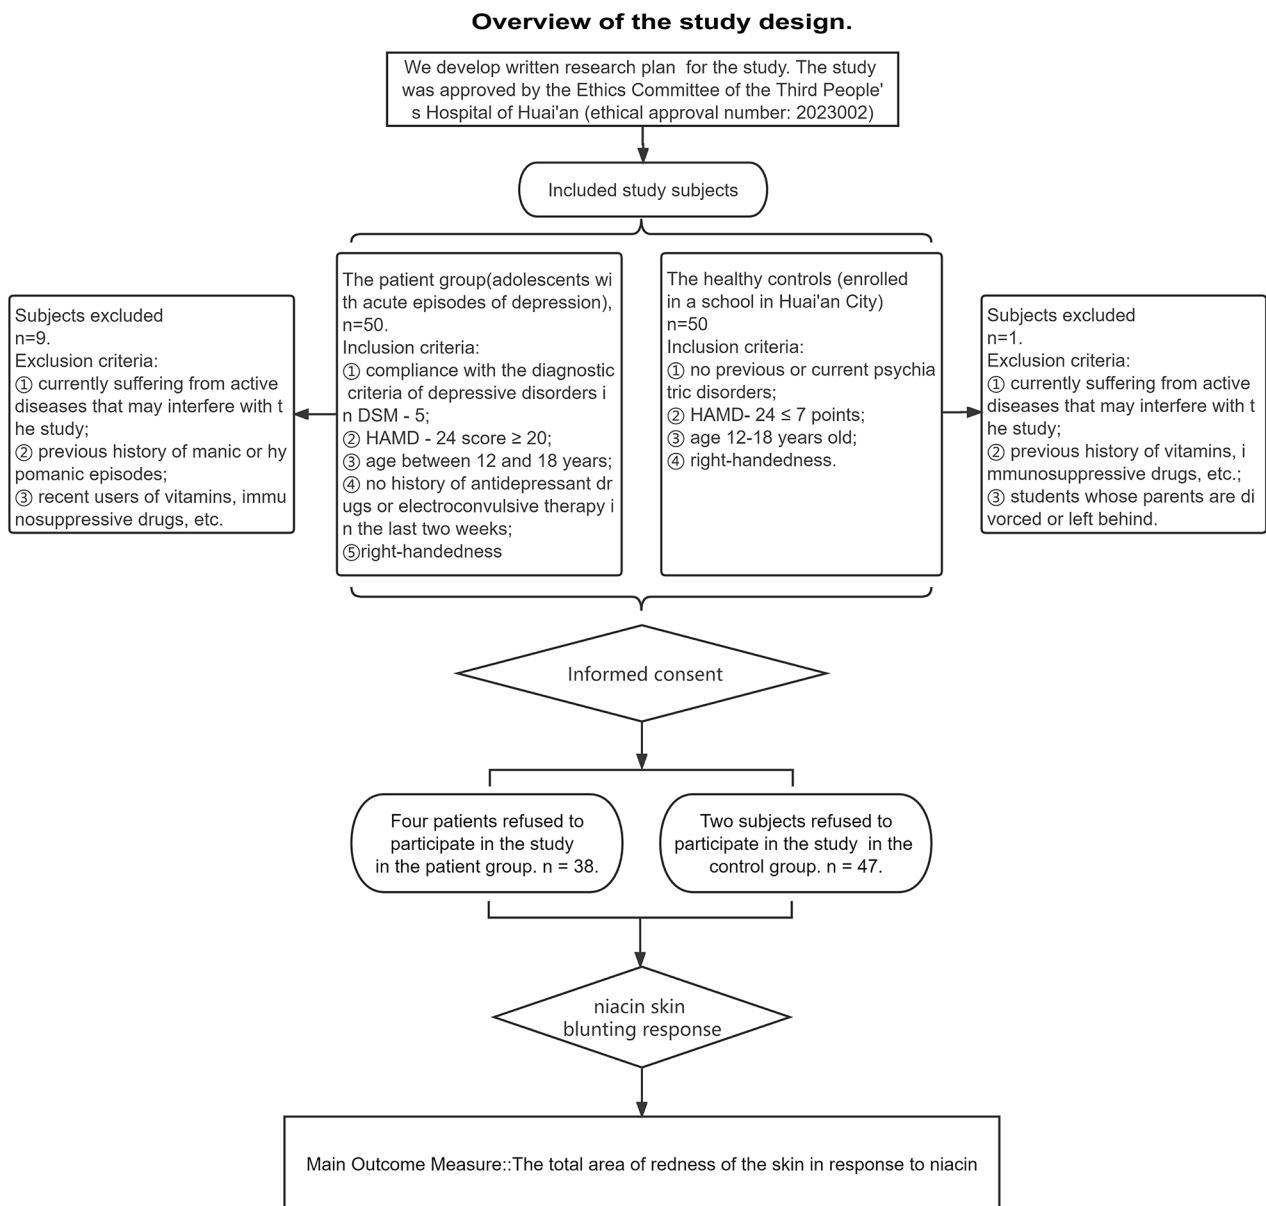 Overview of the study design.
We develop written research plan  for the study. The study
was approved by the Ethics Committee of the Third People'
s Hospital of Huai'an (ethical approval number: 2023002)
Included study subjects
Subjects excluded
n=9.
Exclusion criteria:
① currently suffering from active
diseases that may interfere with t
he study;
② previous history of manic or hy
pomanic episodes;
③ recent users of vitamins, immu
nosuppressive drugs, etc.
The patient group(adolescents wi
th acute episodes of depression),
n=50.
Inclusion criteria:
① compliance with the diagnostic
criteria of depressive disorders i
n DSM - 5;
② HAMD - 24 score ≥ 20;
③ age between 12 and 18 years;
④ no history of antidepressant dr
ugs or electroconvulsive therapy i
n the last two weeks;
⑤right-handedness
The healthy controls (enrolled
in a school in Huai'an City)
n=50
Inclusion criteria:
① no previous or current psychia
tric disorders;
② HAMD- 24 ≤ 7 points;
③ age 12-18 years old;
④ right-handedness.
Subjects excluded
n=1.
Exclusion criteria:
① currently suffering from active
diseases that may interfere with t
he study;
② previous history of vitamins, i
mmunosuppressive drugs, etc.;
③ students whose parents are di
vorced or left behind.
Informed consent
Four patients refused to
participate in the study
in the patient group. n = 38.
Two subjects refused to
participate in the study  in the
control group. n = 47.
niacin skin
blunting response
Main Outcome Measure::The total area of redness of the skin in response to niacin